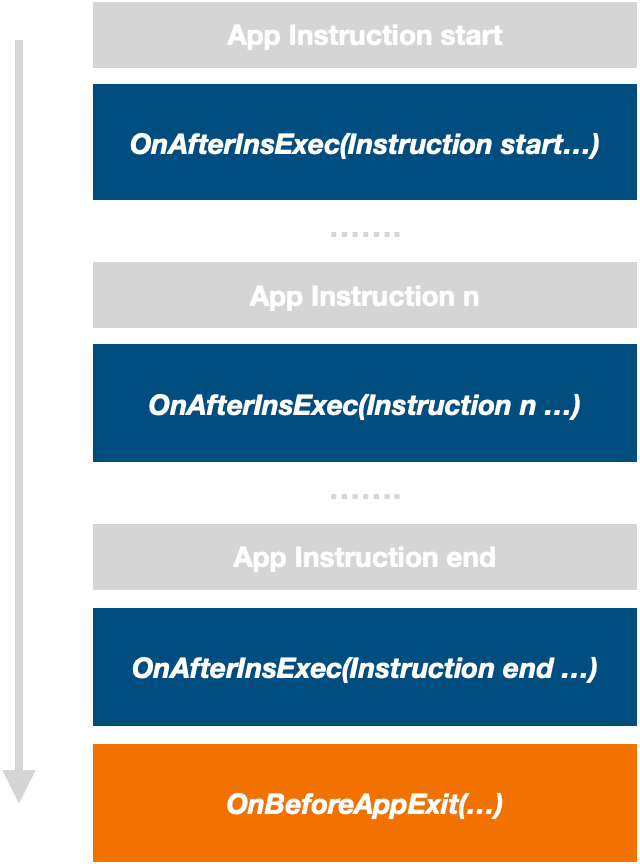 App Instruction start
OnAfterInsExec(Instruction start…)
.......
App Instruction n
OnAfterInsExec(Instruction n …)
.......
App Instruction end
OnAfterInsExec(Instruction end …)
OnBeforeAppExit(…)